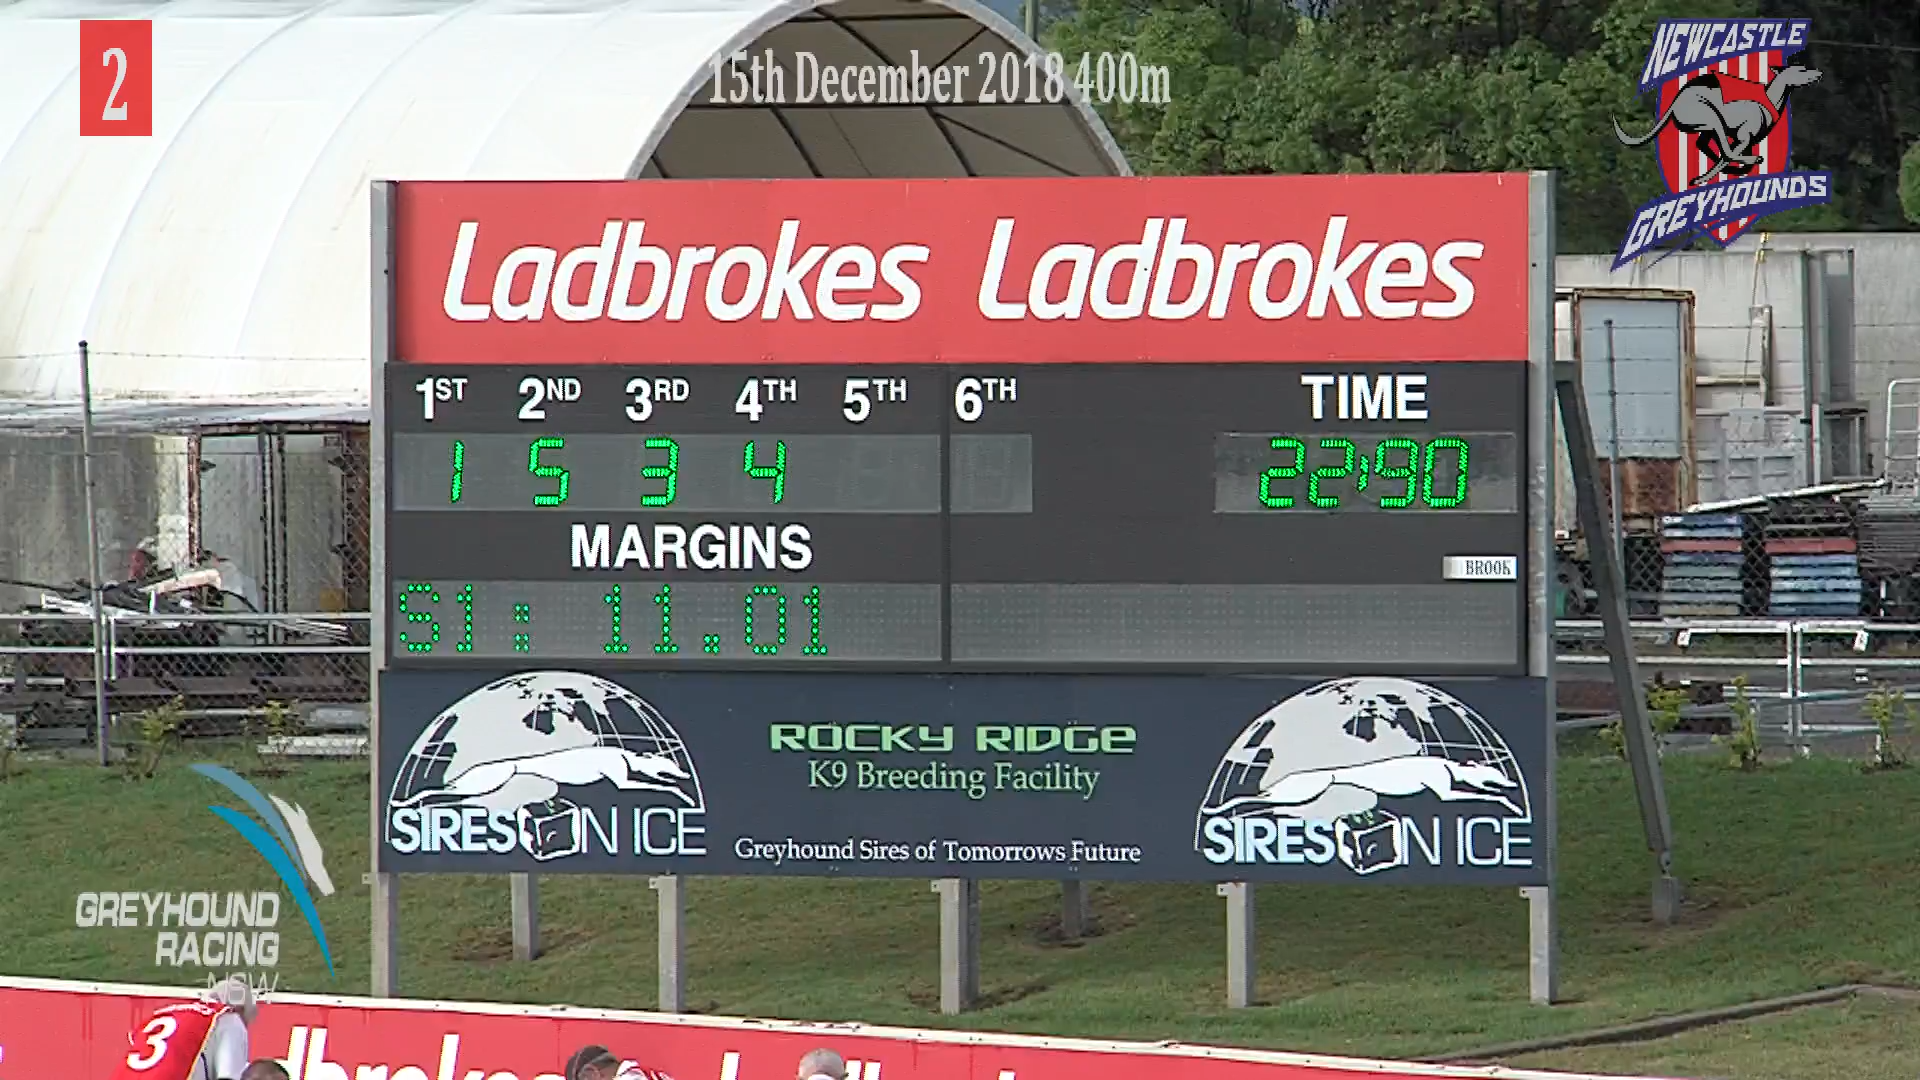 2
15th December 2018 400m
NEWCASTLE
GREYHOUNDS
Ladbrokes Ladbrokes
1ST 2ND 3RD 4TH 5TH 6TH TIME
1 5 3 4 22:90
MARGINS
BROOK
S1: 11.01
ROCKY RIDGE
K9 Breeding Facility
SIRES ON ICE
Greyhound Sires of Tomorrows Future
SIRES ON ICE
GREYHOUND
RACING
NSW
3
Ladbrokes